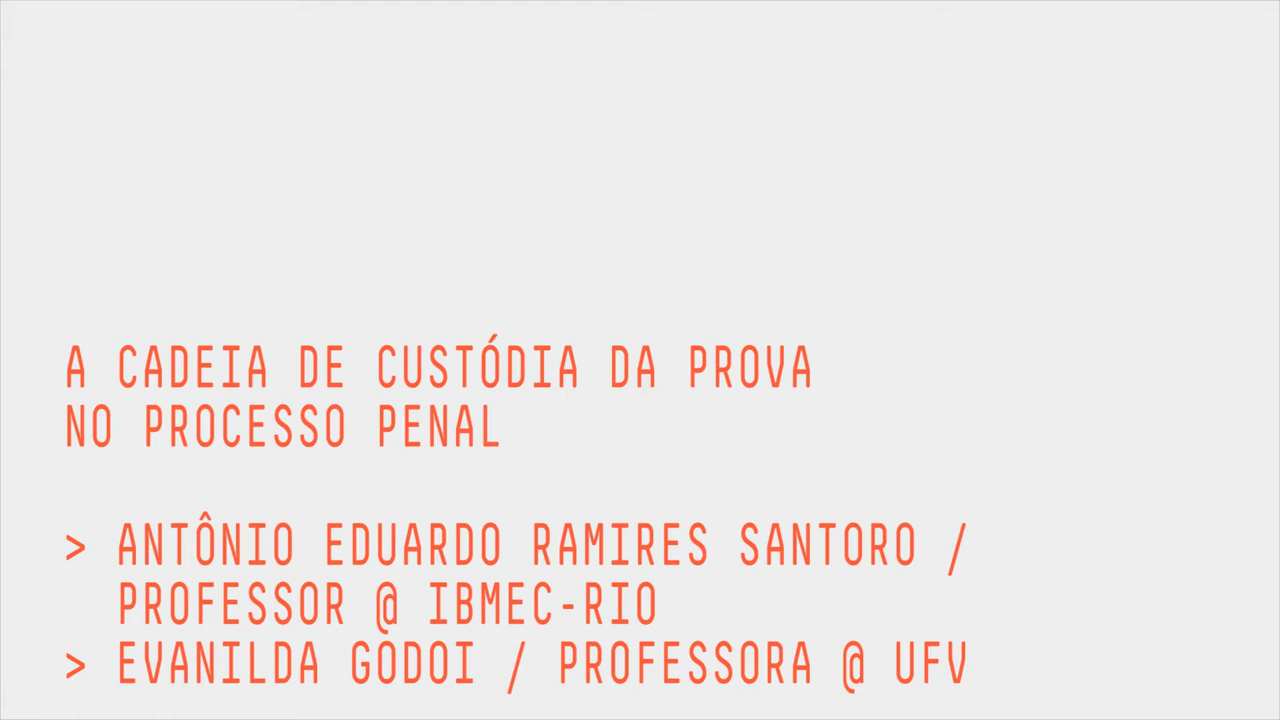 A CADEIA DE CUSTÓDIA DA PROVA
NO PROCESSO PENAL
> ANTÔNIO EDUARDO RAMIRES SANTORO /
PROFESSOR @ IBMEC-RIO
> EVANILDA GODOI / PROFESSORA @ UFV